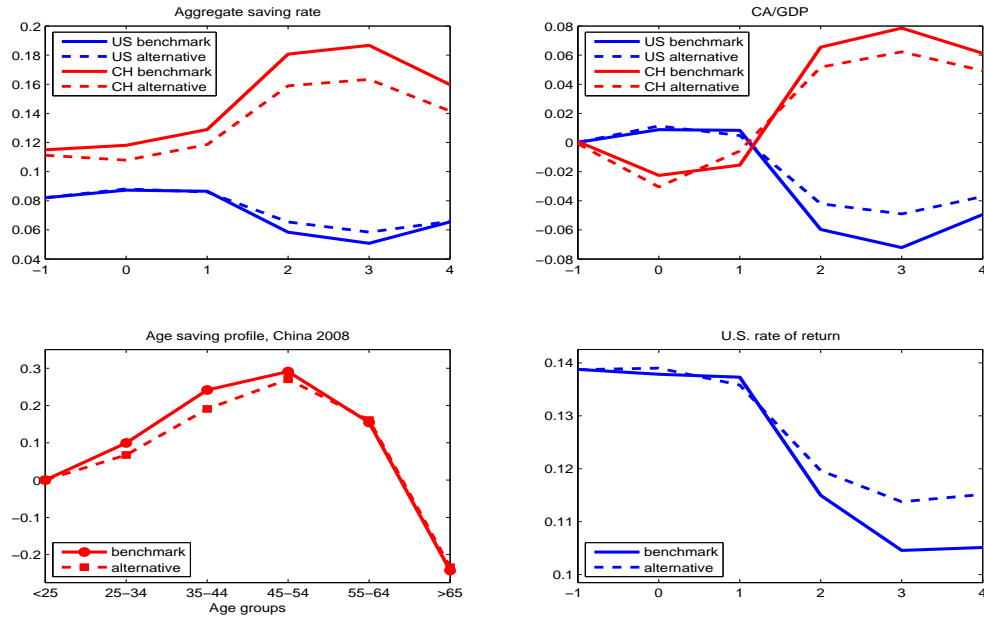 Aggregate saving rate
0.2
0.18
0.16
0.14
0.12
0.1
0.08
0.06
0.04
US benchmark
US alternative
CH benchmark
CH alternative
−1 0 1 2 3 4
CA/GDP
0.08
0.06
0.04
0.02
0
−0.02
−0.04
−0.06
−0.08
US benchmark
US alternative
CH benchmark
CH alternative
−1 0 1 2 3 4
Age saving profile, China 2008
0.3
0.2
0.1
0
−0.1
−0.2
benchmark
alternative
<25 25−34 35−44 45−54 55−64 >65
Age groups
U.S. rate of return
0.14
0.13
0.12
0.11
0.1
benchmark
alternative
−1 0 1 2 3 4